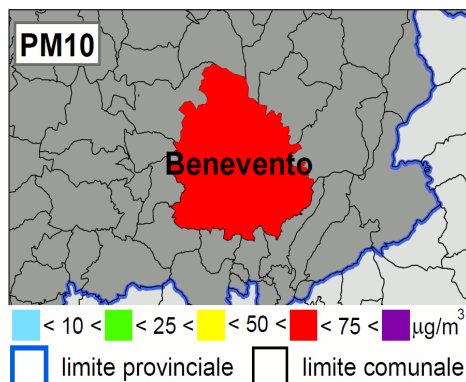 PM10
Benevento
< 10 < < 25 < < 50 < < 75 < μg/m³
limite provinciale limite comunale